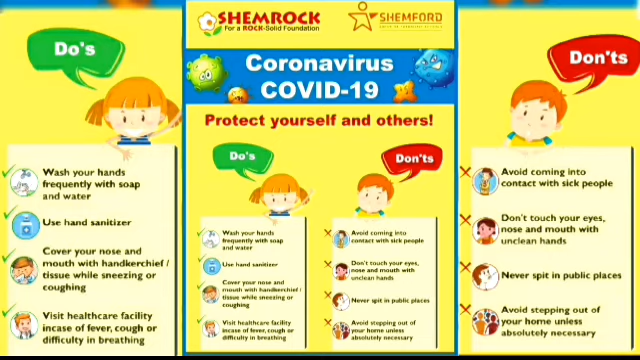 Do's
Wash your hands
frequently with soap
and water
Use hand sanitizer
Cover your nose and
mouth with handkerchief /
tissue while sneezing or
coughing
Visit healthcare facility
incase of fever, cough or
difficulty in breathing
SHEMROCK
For a ROCK-Solid Foundation
SHEMFORD
Coronavirus
COVID-19
Protect yourself and others!
Do's
Wash your hands
frequently with soap
and water
Use hand sanitizer
Cover your nose and
mouth with handkerchief /
tissue while sneezing or
coughing
Visit healthcare facility
incase of fever, cough or
difficulty in breathing
Don'ts
Avoid coming into
contact with sick people
Don't touch your eyes,
nose and mouth with
unclean hands
Never spit in public places
Avoid stepping out of
your home unless
absolutely necessary
Don'ts
Avoid coming into
contact with sick people
Don't touch your eyes,
nose and mouth with
unclean hands
Never spit in public places
Avoid stepping out of
your home unless
absolutely necessary